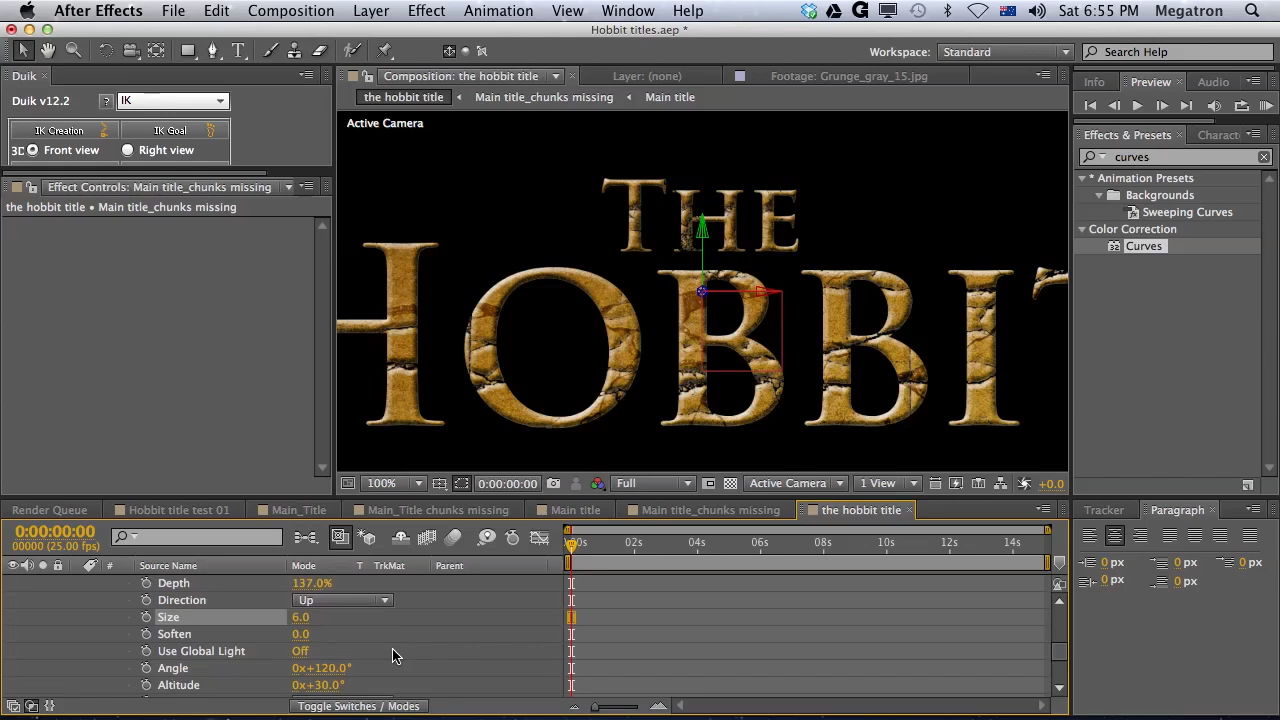 After Effects File Edit Composition Layer Effect Animation View Window Help Sat 6:55 PM Megatron
Hobbit titles.aep *
Workspace: Standard Search Help
Duik Composition: the hobbit title Layer: (none) Footage: Grunge_gray_15.jpg Info Preview Audio
Duik v12.2 ? IK
the hobbit title Main title_chunks missing Main title
IK Creation IK Goal
3D Front view Right view
Active Camera
Effects & Presets Charact
curves
* Animation Presets
Backgrounds
Sweeping Curves
Color Correction
32 Curves
Effect Controls: Main title_chunks missing
the hobbit title • Main title_chunks missing
THE
HOBBIT
100% 0:00:00:00 Full Active Camera 1 View +0.0
Render Queue Hobbit title test 01 Main_Title Main_Title chunks missing Main title Main title_chunks missing the hobbit title
Tracker Paragraph
0:00:00:00
00000 (25.00 fps)
00s 02s 04s 06s 08s 10s 12s 14s
# Source Name Mode T TrkMat Parent
0 px 0 px 0 px
0 px 0 px
Depth 137.0%
Direction Up
Size 6.0
Soften 0.0
Use Global Light Off
Angle 0x+120.0°
Altitude 0x+30.0°
Toggle Switches / Modes